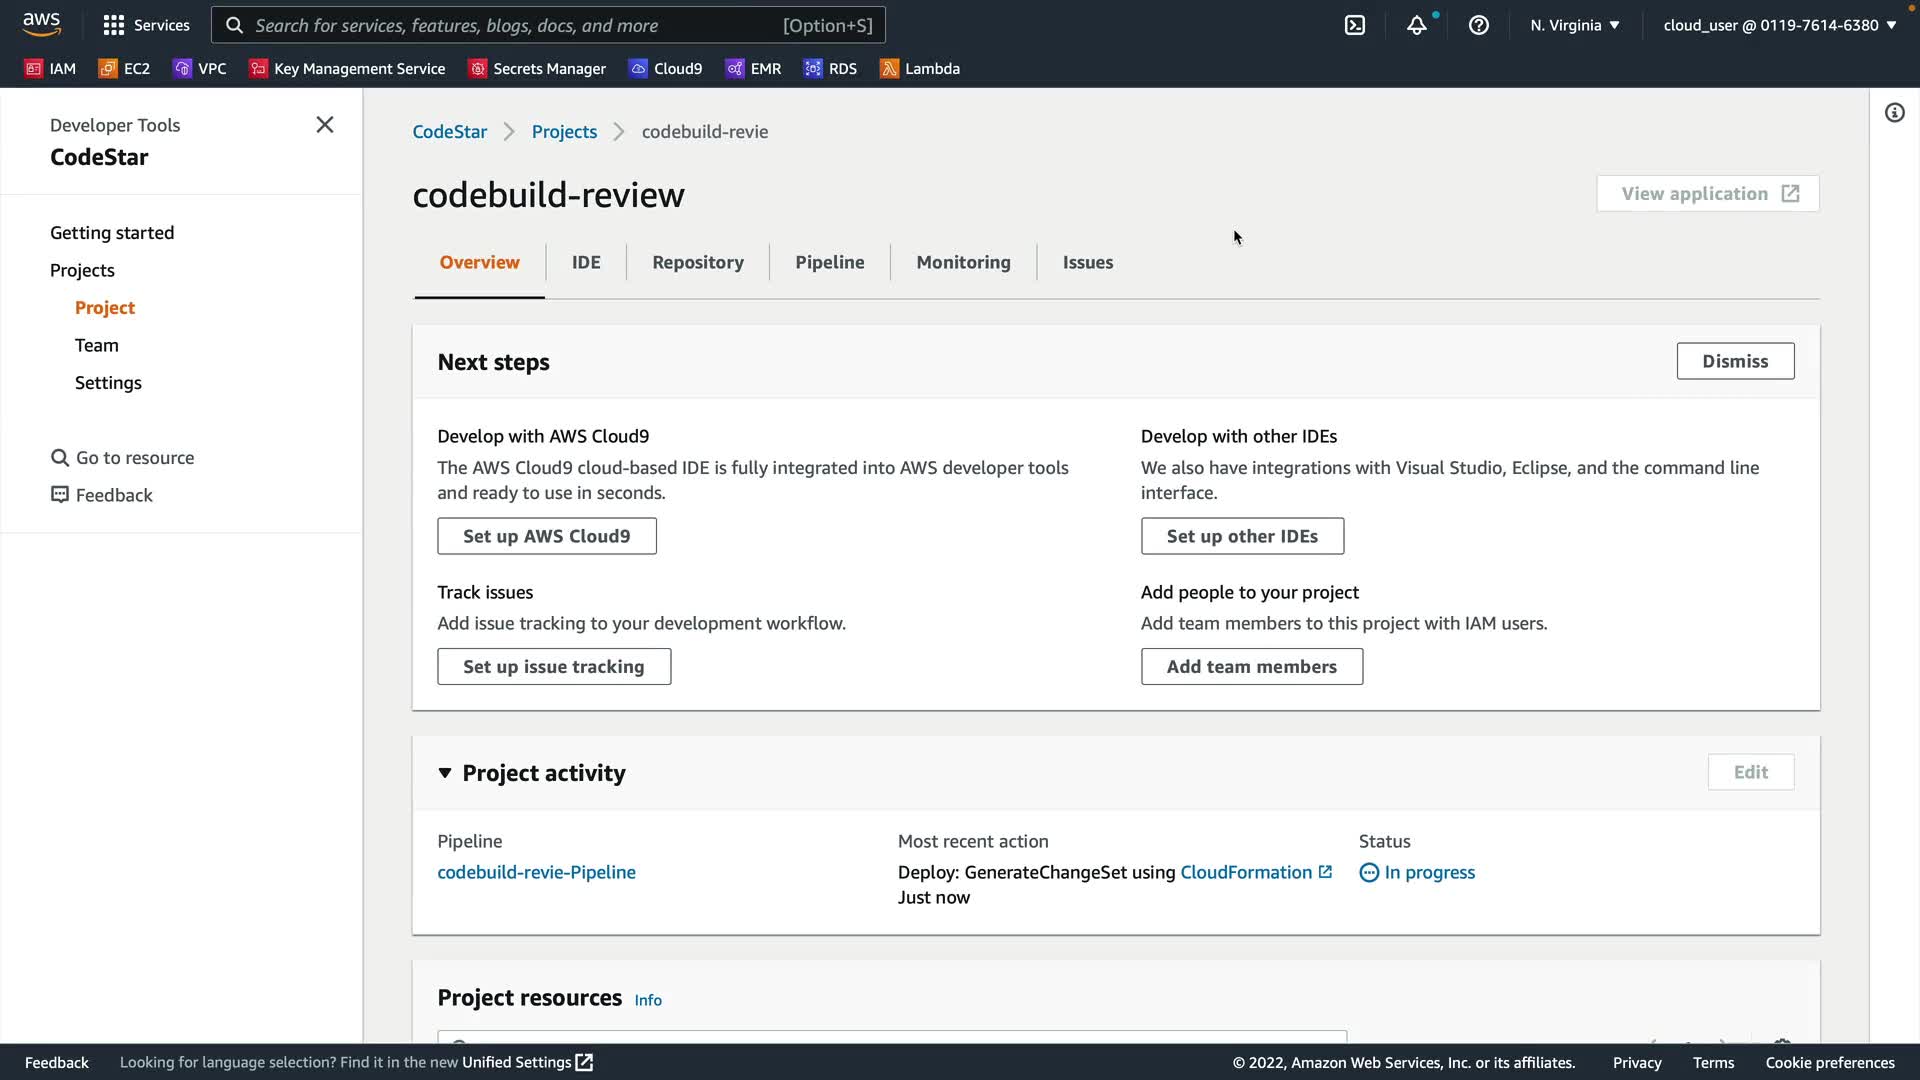 aws
Services
Search for services, features, blogs, docs, and more
[Option+S]
N. Virginia
cloud_user @ 0119-7614-6380
IAM
EC2
VPC
Key Management Service
Secrets Manager
Cloud9
EMR
RDS
Lambda
Developer Tools
CodeStar
Getting started
Projects
Project
Team
Settings
Go to resource
Feedback
CodeStar
Projects
codebuild-revie
codebuild-review
View application
Overview
IDE
Repository
Pipeline
Monitoring
Issues
Next steps
Dismiss
Develop with AWS Cloud9
The AWS Cloud9 cloud-based IDE is fully integrated into AWS developer tools
and ready to use in seconds.
Set up AWS Cloud9
Develop with other IDEs
We also have integrations with Visual Studio, Eclipse, and the command line
interface.
Set up other IDEs
Track issues
Add issue tracking to your development workflow.
Set up issue tracking
Add people to your project
Add team members to this project with IAM users.
Add team members
Project activity
Edit
Pipeline
codebuild-revie-Pipeline
Most recent action
Deploy: GenerateChangeSet using CloudFormation
Just now
Status
In progress
Project resources
Info
Feedback
Looking for language selection? Find it in the new Unified Settings
© 2022, Amazon Web Services, Inc. or its affiliates.
Privacy
Terms
Cookie preferences